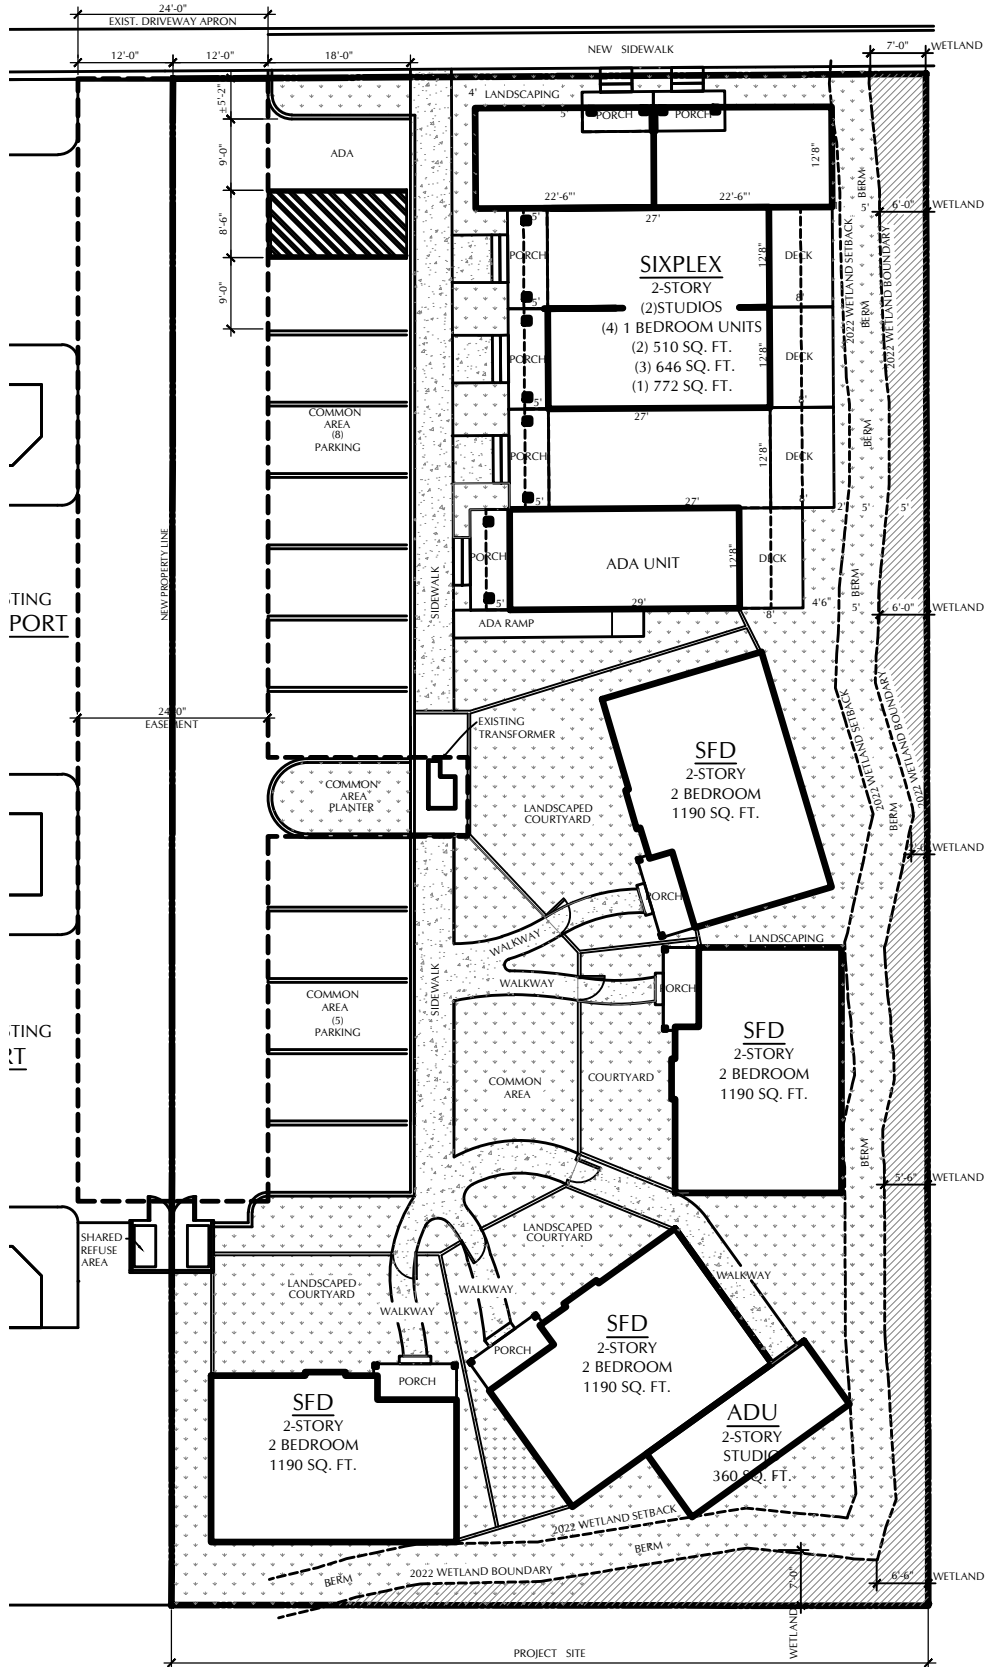 24'-0"
EXIST. DRIVEWAY APRON
12'-0"
12'-0"
18'-0"
NEW SIDEWALK
7'-0"
WETLAND
±5'-2"
4'
LANDSCAPING
5'
PORCH
PORCH
9'-0"
ADA
12'8"
BERM
22'-6"'
22'-6"'
5'
6'-0"
WETLAND
8'-6"
5'
27'
PORCH
SIXPLEX
2-STORY
(2)STUDIOS
(4) 1 BEDROOM UNITS
(2) 510 SQ. FT.
(3) 646 SQ. FT.
(1) 772 SQ. FT.
12'8"
DECK
8'
2022 WETLAND SETBACK
2022 WETLAND BOUNDARY
9'-0"
5'
BERM
PORCH
12'8"
DECK
5'
27'
COMMON
AREA
(8)
PARKING
BERM
PORCH
12'8"
DECK
5'
27'
8'
2'
5'
5'
NEW PROPERTY LINE
SIDEWALK
PORCH
ADA UNIT
12'8"
DECK
BERM
STING
PORT
5'
29'
8'
4'6"
5'
6'-0"
WETLAND
ADA RAMP
24'-0"
EASEMENT
EXISTING
TRANSFORMER
SFD
2-STORY
2 BEDROOM
1190 SQ. FT.
2022 WETLAND SETBACK
2022 WETLAND BOUNDARY
2022 WETLAND BOUNDARY
COMMON
AREA
PLANTER
LANDSCAPED
COURTYARD
BERM
WETLAND
PORCH
WALKWAY
LANDSCAPING
WALKWAY
PORCH
SIDEWALK
COMMON
AREA
(5)
PARKING
STING
RT
SFD
2-STORY
2 BEDROOM
1190 SQ. FT.
COMMON
AREA
COURTYARD
BERM
5'-6"
WETLAND
SHARED
REFUSE
AREA
LANDSCAPED
COURTYARD
LANDSCAPED
COURTYARD
WALKWAY
WALKWAY
WALKWAY
PORCH
PORCH
SFD
2-STORY
2 BEDROOM
1190 SQ. FT.
SFD
2-STORY
2 BEDROOM
1190 SQ. FT.
ADU
2-STORY
STUDIO
360 SQ. FT.
2022 WETLAND SETBACK
BERM
2022 WETLAND BOUNDARY
BERM
7'-0"
WETLAND
6'-6"
WETLAND
PROJECT SITE